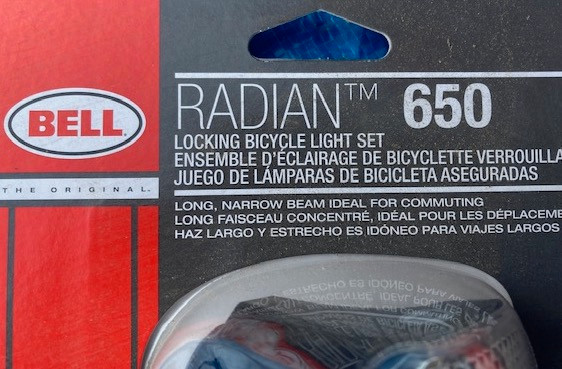 BELL
THE ORIGINAL.
RADIAN™ 650
LOCKING BICYCLE LIGHT SET
ENSEMBLE D'ÉCLAIRAGE DE BICYCLETTE VERROUILLA
JUEGO DE LÁMPARAS DE BICICLETA ASEGURADAS
LONG, NARROW BEAM IDEAL FOR COMMUTING
LONG FAISCEAU CONCENTRÉ, IDÉAL POUR LES DÉPLACEME
HAZ LARGO Y ESTRECHO ES IDÓNEO PARA VIAJES LARGOS